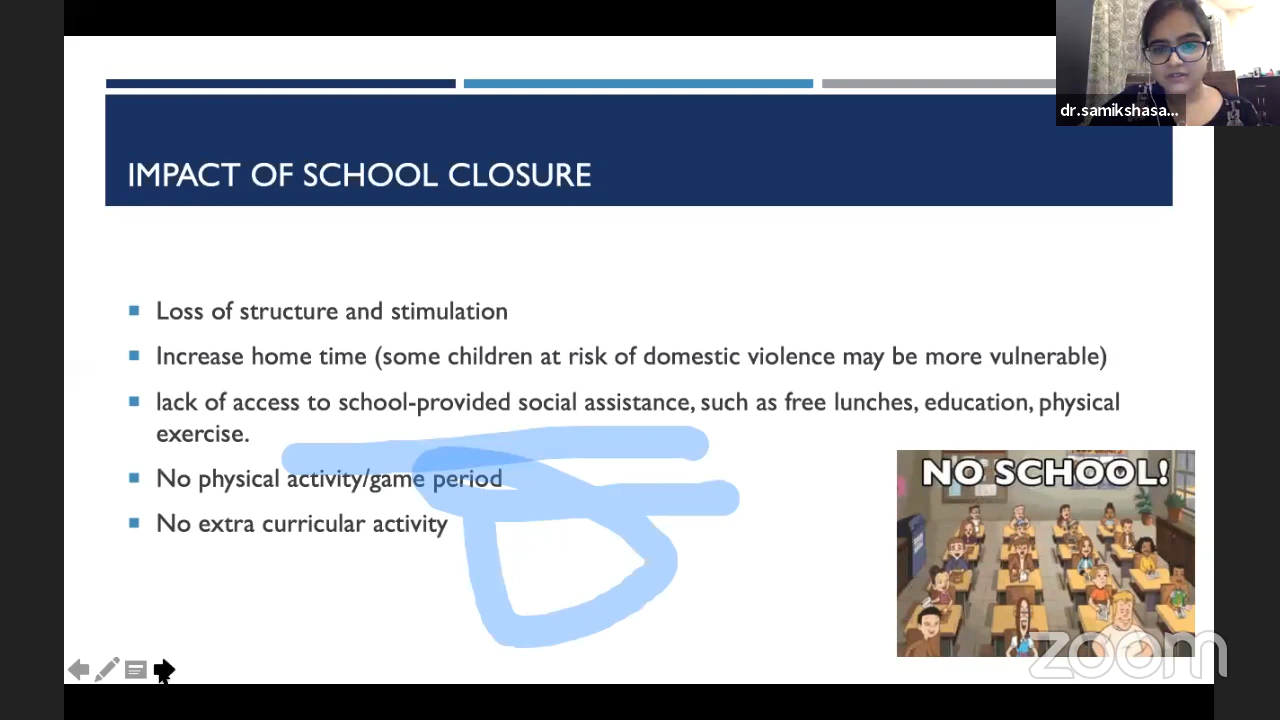 dr.samikshasa...
IMPACT OF SCHOOL CLOSURE
Loss of structure and stimulation
Increase home time (some children at risk of domestic violence may be more vulnerable)
lack of access to school-provided social assistance, such as free lunches, education, physical
exercise.
No physical activity/game period
No extra curricular activity
NO SCHOOL!
zoom